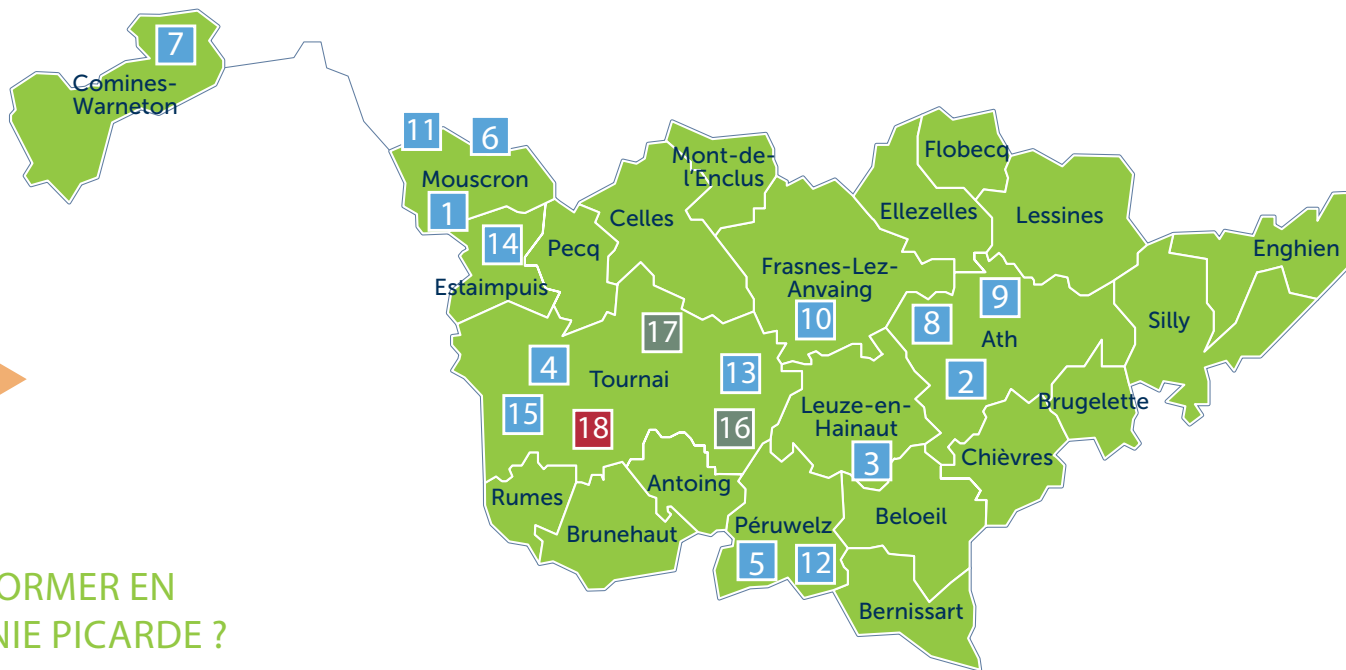 7
Comines-
Warneton
11
6
Mouscron
1
14
Estaimpuis
Pecq
Celles
Mont-de-
l'Enclus
Flobecq
Ellezelles
Lessines
Enghien
Frasnes-Lez-
Anvaing
10
9
8
Ath
2
Silly
17
4
Tournai
13
15
18
16
Leuze-en-
Hainaut
3
Brugelette
Chièvres
Rumes
Antoing
Brunehaut
Péruwelz
5
12
Beloeil
Bernissart
ORMER EN
NIE PICARDE ?